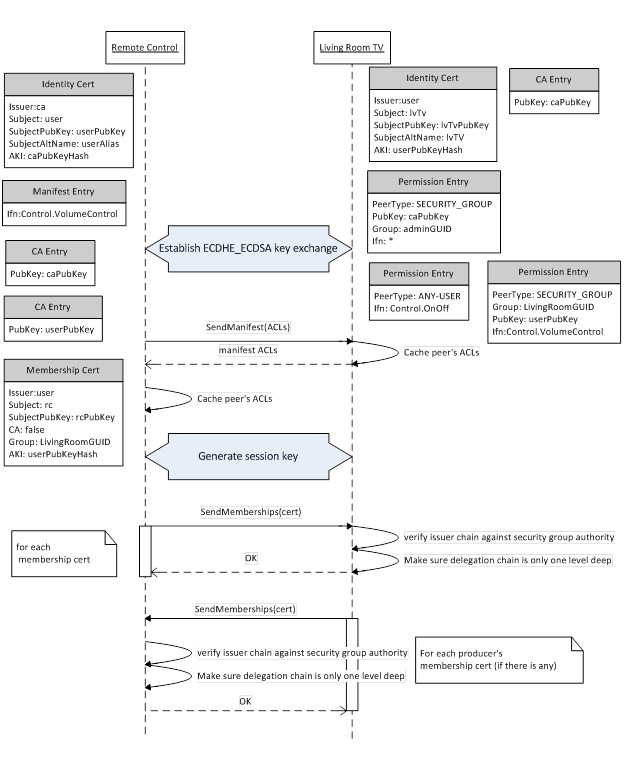 Remote Control
Living Room TV
Identity Cert
Issuer:ca
Subject: user
SubjectPubKey: userPubKey
SubjectAltName: userAlias
AKI: caPubKeyHash
Manifest Entry
Ifn:Control.VolumeControl
CA Entry
PubKey: caPubKey
CA Entry
PubKey: userPubKey
Membership Cert
Issuer:user
Subject: rc
SubjectPubKey: rcPubKey
CA: false
Group: LivingRoomGUID
AKI: userPubKeyHash
Identity Cert
Issuer:user
Subject: lvTv
SubjectPubKey: lvTvPubKey
SubjectAltName: lvTV
AKI: userPubKeyHash
CA Entry
PubKey: caPubKey
Permission Entry
PeerType: SECURITY_GROUP
PubKey: caPubKey
Group: adminGUID
Ifn: *
Permission Entry
PeerType: ANY-USER
Ifn: Control.OnOff
Permission Entry
PeerType: SECURITY_GROUP
Group: LivingRoomGUID
PubKey: userPubKey
Ifn:Control.VolumeControl
Establish ECDHE_ECDSA key exchange
SendManifest(ACLs)
manifest ACLs
Cache peer's ACLs
Cache peer's ACLs
Generate session key
SendMemberships(cert)
for each
membership cert
verify issuer chain against security group authority
OK
Make sure delegation chain is only one level deep
SendMemberships(cert)
verify issuer chain against security group authority
Make sure delegation chain is only one level deep
For each producer's
membership cert (if there is any)
OK